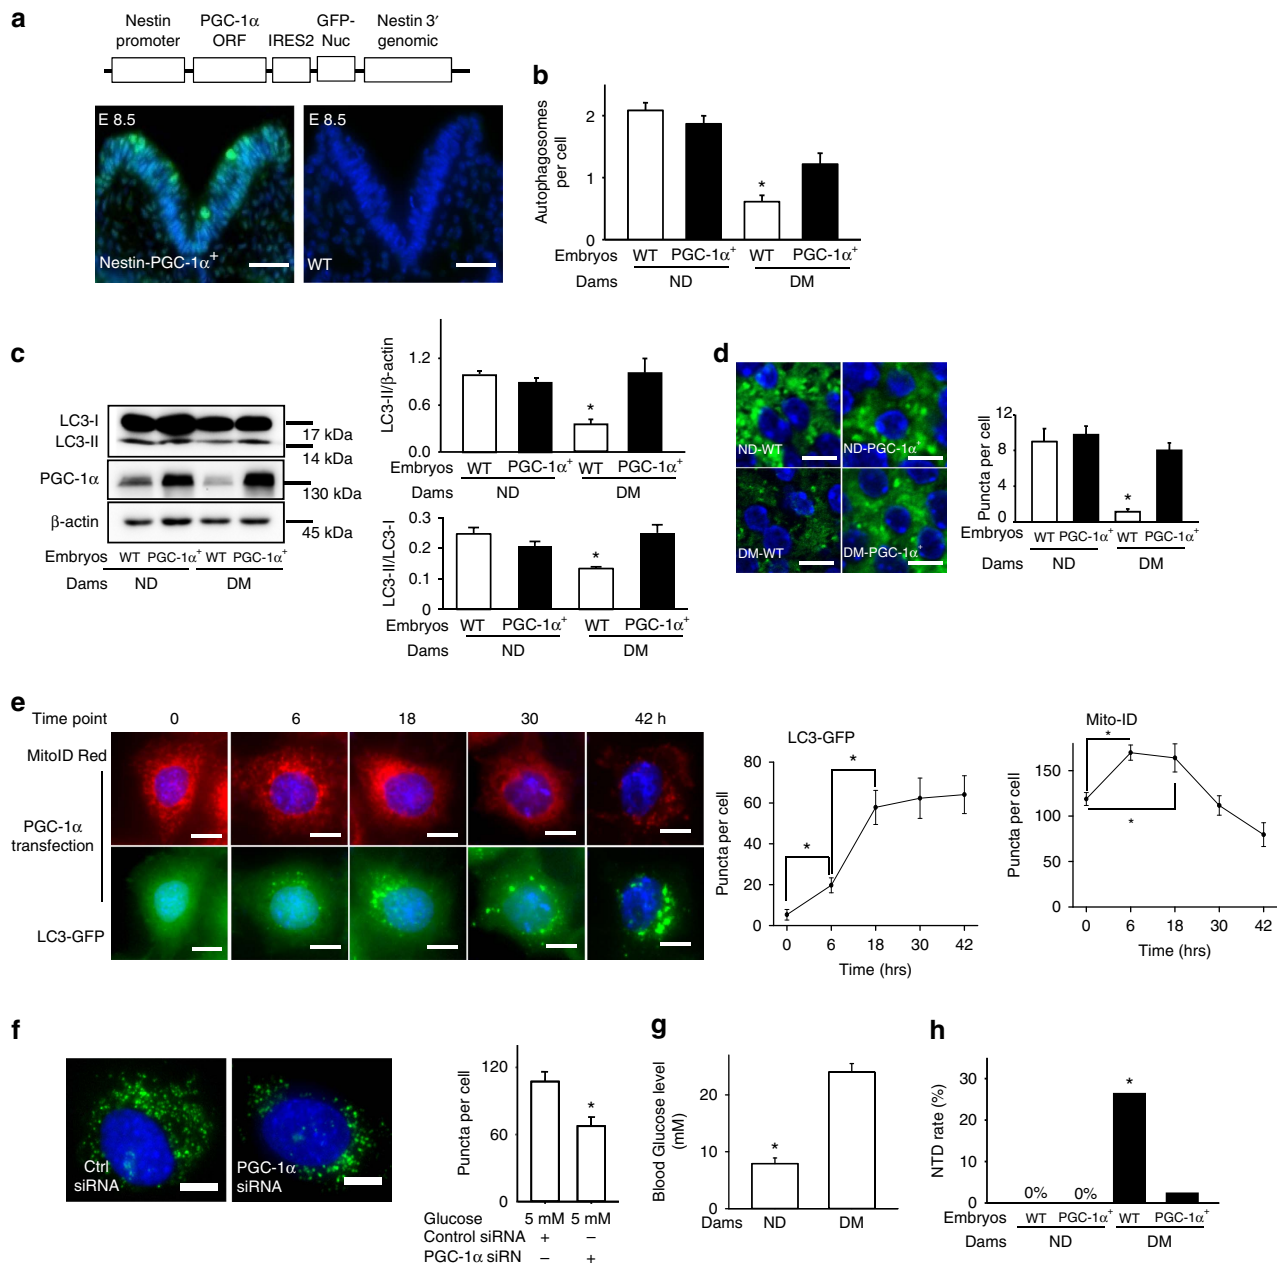 a
Nestin promoter
PGC-1α ORF
IRES2
GFP-Nuc
Nestin 3′ genomic
E 8.5
Nestin-PGC-1α+
E 8.5
WT
b
Autophagosomes per cell
2
1
0
Embryos WT PGC-1α+ WT PGC-1α+
Dams ND DM
c
LC3-I
LC3-II
17 kDa
14 kDa
PGC-1α
130 kDa
β-actin
45 kDa
Embryos WT PGC-1α+ WT PGC-1α+
Dams ND DM
LC3-II/β-actin
1.2
0.6
0.0
*
Embryos WT PGC-1α+ WT PGC-1α+
Dams ND DM
LC3-II/LC3-I
0.3
0.2
0.1
0
*
Embryos WT PGC-1α+ WT PGC-1α+
Dams ND DM
d
ND-WT
ND-PGC-1α+
DM-WT
DM-PGC-1α+
Puncta per cell
12
8
4
0
*
Embryos WT PGC-1α+ WT PGC-1α+
Dams ND DM
e
Time point 0 6 18 30 42 h
MitoID Red
PGC-1α transfection
LC3-GFP
LC3-GFP
Puncta per cell
80
60
40
20
0
* *
0 6 18 30 42
Time (hrs)
Mito-ID
Puncta per cell
150
100
50
0
* *
0 6 18 30 42
Time (hrs)
f
Ctrl siRNA
PGC-1α siRNA
Puncta per cell
120
60
0
*
Glucose 5 mM 5 mM
Control siRNA + −
PGC-1α siRN − +
g
Blood Glucose level (mM)
20
10
0
*
Dams ND DM
h
NTD rate (%)
30
20
10
0
0% 0% *
Embryos WT PGC-1α+ WT PGC-1α+
Dams ND DM